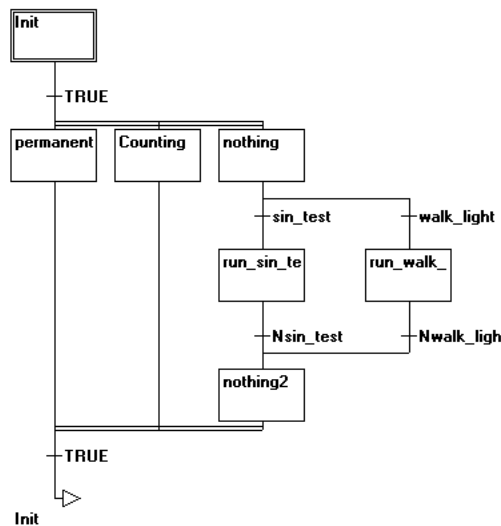 Init
TRUE
permanent Counting nothing
sin_test walk_light
run_sin_te run_walk_
Nsin_test Nwalk_ligh
nothing2
TRUE
Init